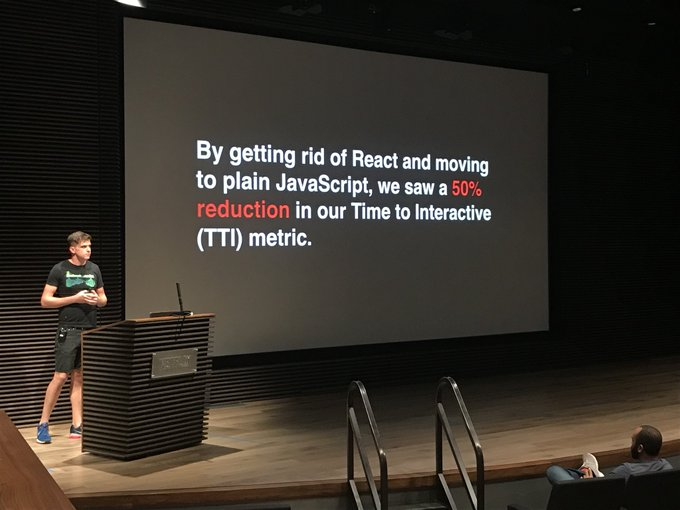 By getting rid of React and moving
to plain JavaScript, we saw a 50%
reduction in our Time to Interactive
(TTI) metric.